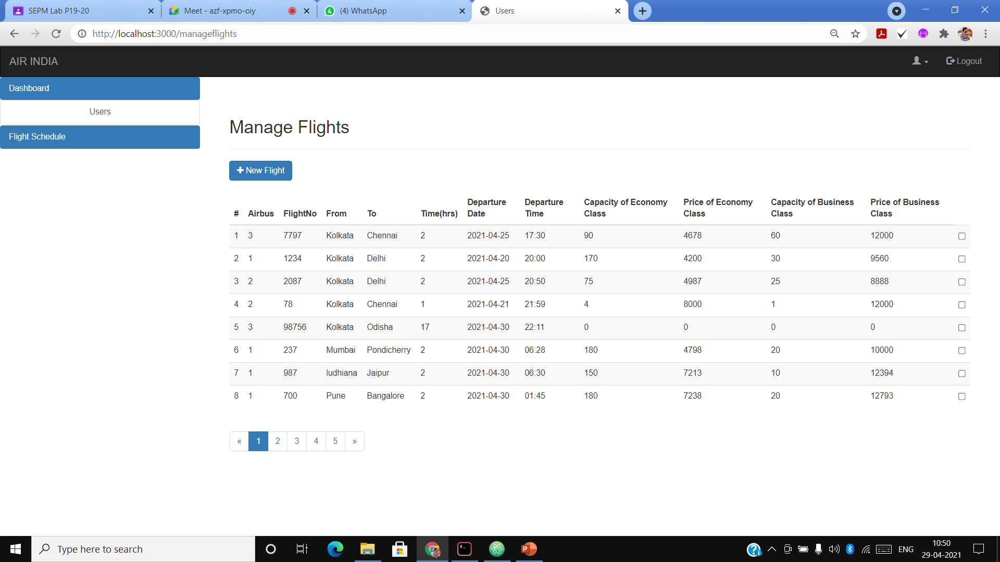 SEPM Lab P19-20
Meet - azf-xpmo-oiy
(4) WhatsApp
Users
http://localhost:3000/manageflights
AIR INDIA
Logout
Dashboard
Users
Flight Schedule
Manage Flights
New Flight
# Airbus FlightNo From To Time(hrs) Departure Date Departure Time Capacity of Economy Class Price of Economy Class Capacity of Business Class Price of Business Class
1 3 7797 Kolkata Chennai 2 2021-04-25 17:30 90 4678 60 12000
2 1 1234 Kolkata Delhi 2 2021-04-20 20:00 170 4200 30 9560
3 2 2087 Kolkata Delhi 2 2021-04-25 20:50 75 4987 25 8888
4 2 78 Kolkata Chennai 1 2021-04-21 21:59 4 8000 1 12000
5 3 98756 Kolkata Odisha 17 2021-04-30 22:11 0 0 0 0
6 1 237 Mumbai Pondicherry 2 2021-04-30 06:28 180 4798 20 10000
7 1 987 ludhiana Jaipur 2 2021-04-30 06:30 150 7213 10 12394
8 1 700 Pune Bangalore 2 2021-04-30 01:45 180 7238 20 12793
« 1 2 3 4 5 »
Type here to search
ENG
10:50
29-04-2021